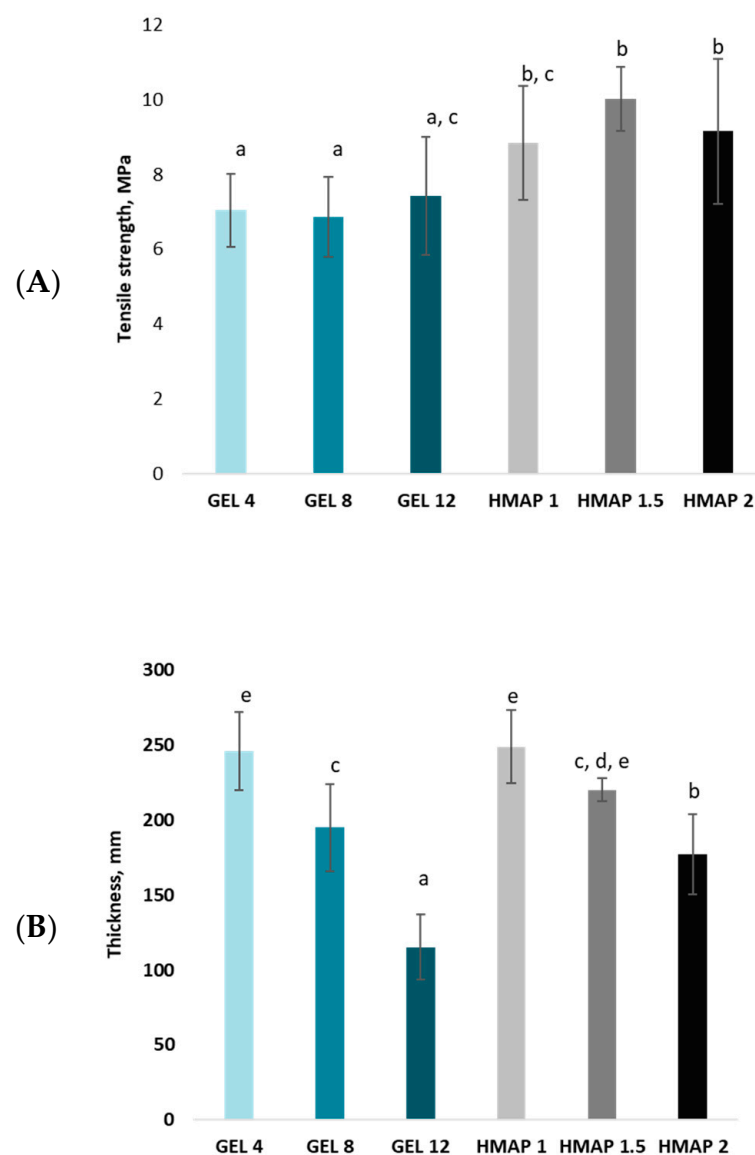 (A)
Tensile strength, MPa
12
10
8
6
4
2
0
a
a
a, c
b, c
b
b
GEL 4
GEL 8
GEL 12
HMAP 1
HMAP 1.5
HMAP 2
(B)
Thickness, mm
300
250
200
150
100
50
0
e
c
a
e
c, d, e
b
GEL 4
GEL 8
GEL 12
HMAP 1
HMAP 1.5
HMAP 2